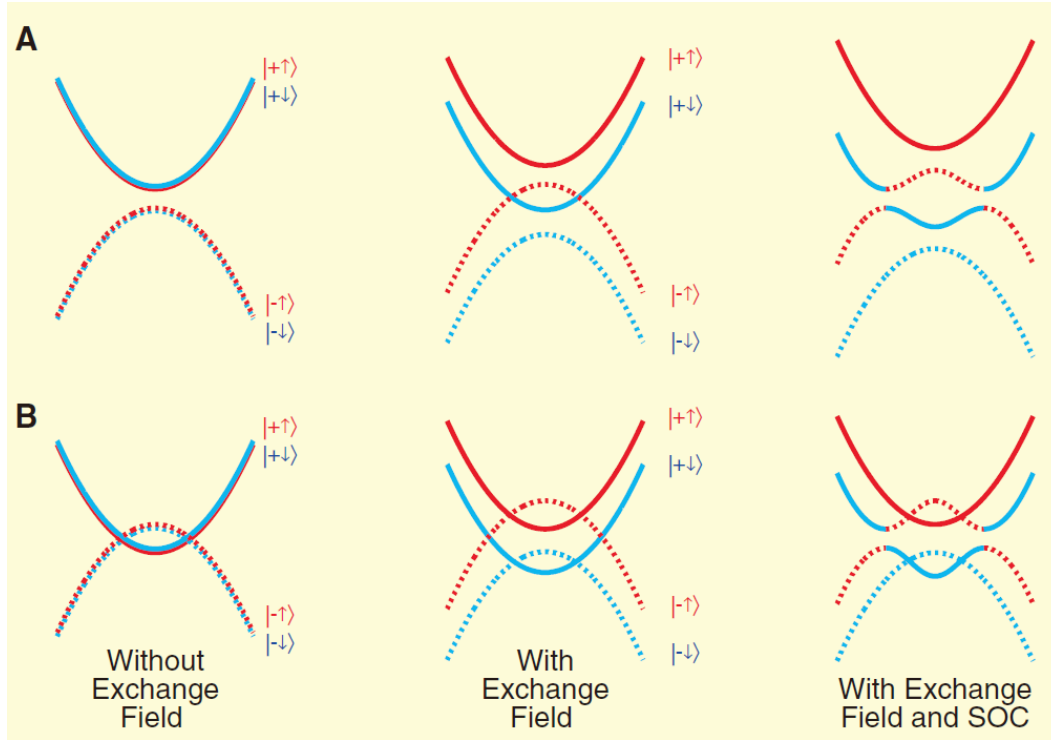 A
|+↑⟩
|+↓⟩
|-↑⟩
|-↓⟩
|+↑⟩
|+↓⟩
|-↑⟩
|-↓⟩
B
|+↑⟩
|+↓⟩
|-↑⟩
|-↓⟩
|+↑⟩
|+↓⟩
|-↑⟩
|-↓⟩
Without
Exchange
Field
With
Exchange
Field
With Exchange
Field and SOC